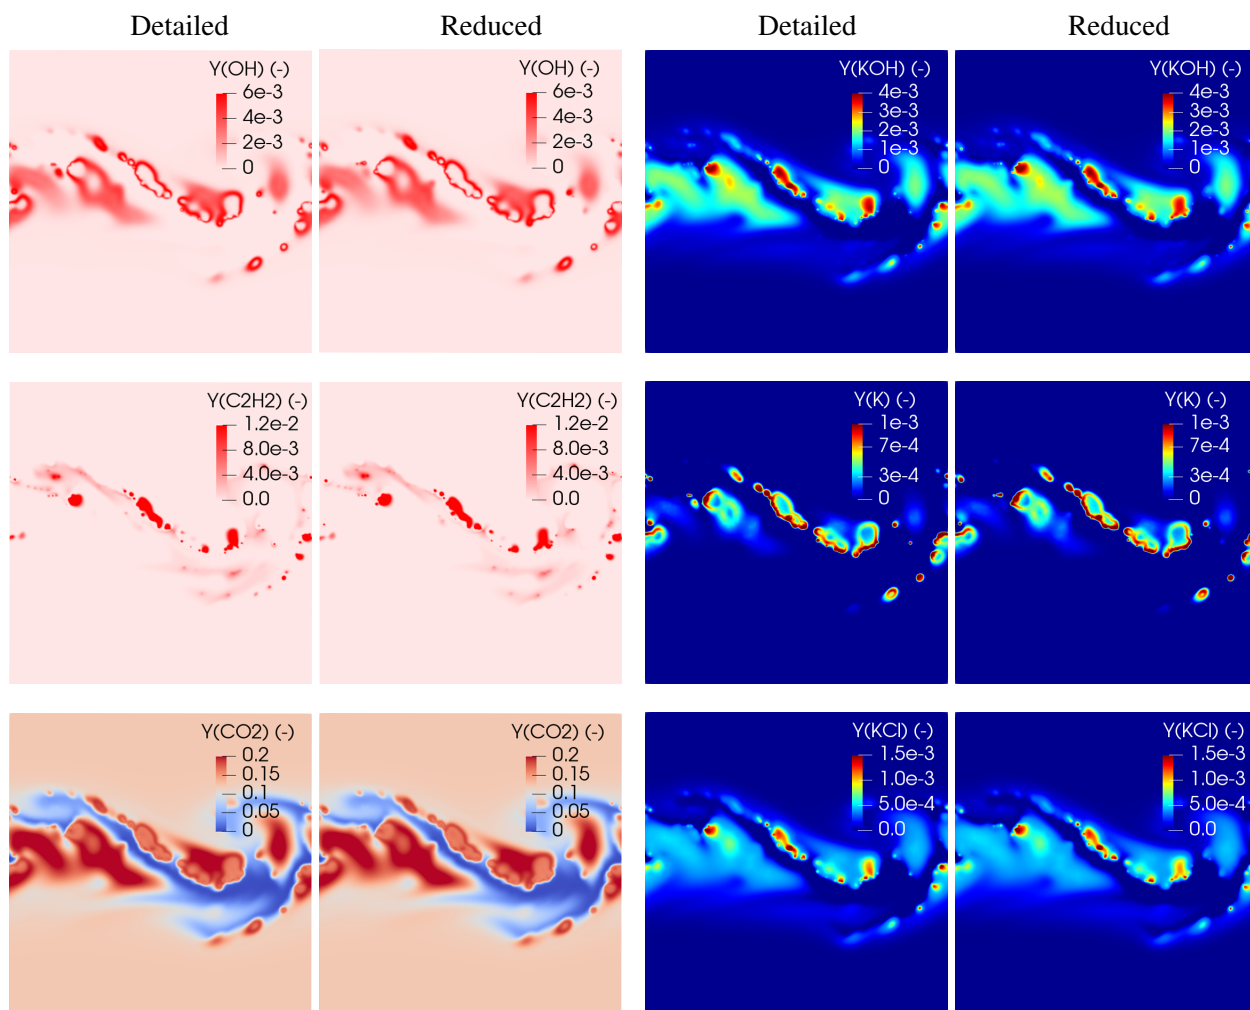 Detailed
Reduced
Detailed
Reduced
Y(OH) (-)
6e-3
4e-3
2e-3
0
Y(OH) (-)
6e-3
4e-3
2e-3
0
Y(KOH) (-)
4e-3
3e-3
2e-3
1e-3
0
Y(KOH) (-)
4e-3
3e-3
2e-3
1e-3
0
Y(C2H2) (-)
1.2e-2
8.0e-3
4.0e-3
0.0
Y(C2H2) (-)
1.2e-2
8.0e-3
4.0e-3
0.0
Y(K) (-)
1e-3
7e-4
3e-4
0
Y(K) (-)
1e-3
7e-4
3e-4
0
Y(CO2) (-)
0.2
0.15
0.1
0.05
0
Y(CO2) (-)
0.2
0.15
0.1
0.05
0
Y(KCl) (-)
1.5e-3
1.0e-3
5.0e-4
0.0
Y(KCl) (-)
1.5e-3
1.0e-3
5.0e-4
0.0